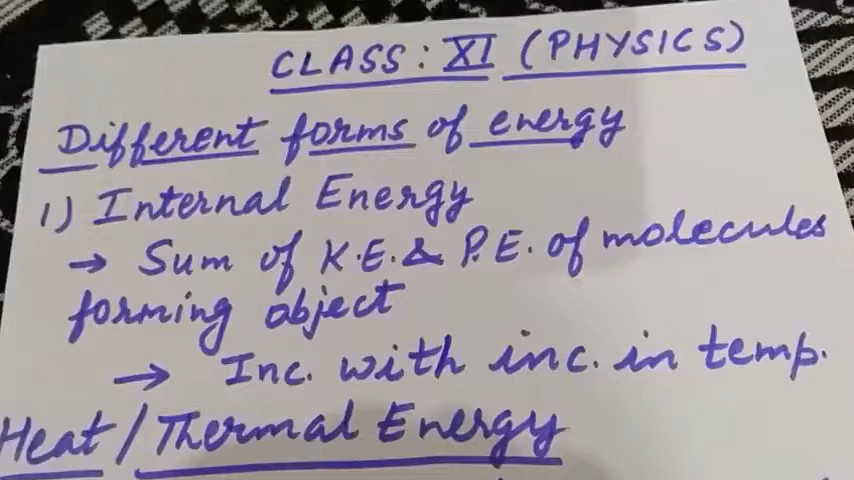 CLASS: XI (PHYSICS)
Different forms of energy
1) Internal Energy
→ Sum of K.E. & P.E. of molecules
forming object
→ Inc. with inc. in temp.
Heat/Thermal Energy